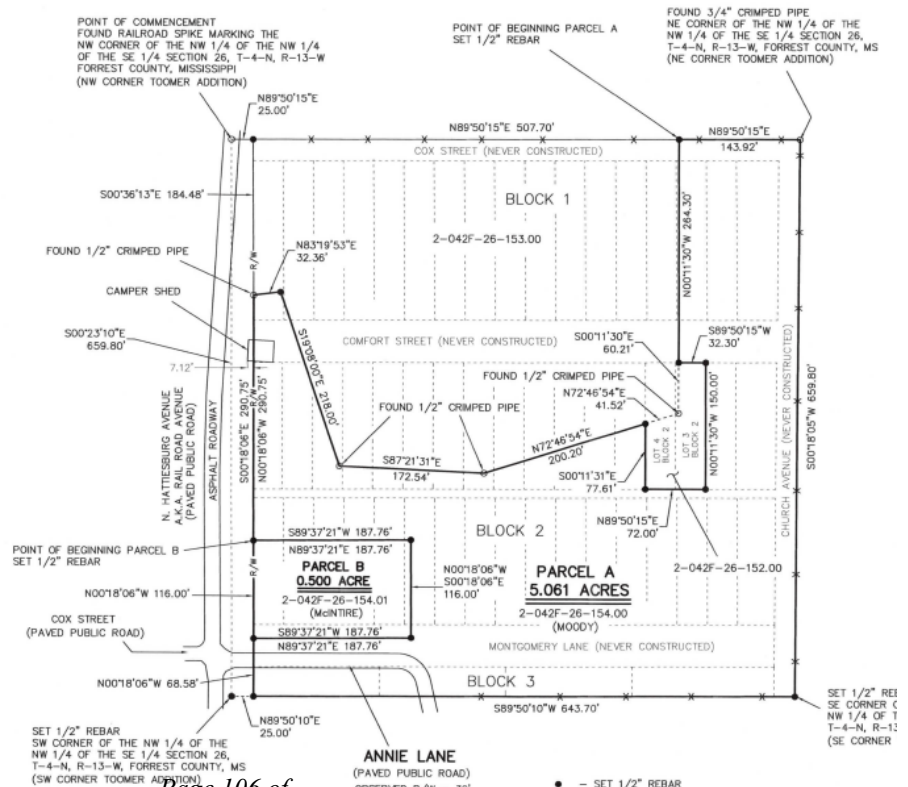 POINT OF COMMENCEMENT
FOUND RAILROAD SPIKE MARKING THE
NW CORNER OF THE NW 1/4 OF THE NW 1/4
OF THE SE 1/4 SECTION 26, T-4-N, R-13-W
FORREST COUNTY, MISSISSIPPI
(NW CORNER TOOMER ADDITION)
POINT OF BEGINNING PARCEL A
SET 1/2" REBAR
FOUND 3/4" CRIMPED PIPE
NE CORNER OF THE NW 1/4 OF THE
NW 1/4 OF THE SE 1/4 SECTION 26,
T-4-N, R-13-W, FORREST COUNTY, MS
(NE CORNER TOOMER ADDITION)
N89°50'15"E
25.00'
N89°50'15"E 507.70'
N89°50'15"E
143.92'
COX STREET (NEVER CONSTRUCTED)
S00°36'13"E 184.48'
BLOCK 1
2-042F-26-153.00
N00°11'30"W 264.30'
FOUND 1/2" CRIMPED PIPE
R/W
N83°19'53"E
32.36'
CAMPER SHED
S00°23'10"E
659.80'
7.12'
R/W
S19°08'00"E 218.00'
COMFORT STREET (NEVER CONSTRUCTED)
S00°11'30"E
60.21'
S89°50'15"W
32.30'
FOUND 1/2" CRIMPED PIPE
N72°46'54"E
41.52'
N00°11'30"W 150.00'
CHURCH AVENUE (NEVER CONSTRUCTED)
S00°18'05"W 659.80'
N. HATTIESBURG AVENUE
A.K.A. RAIL ROAD AVENUE
(PAVED PUBLIC ROAD)
ASPHALT ROADWAY
S00°18'06"E 290.75'
N00°18'06"W 290.75'
FOUND 1/2" CRIMPED PIPE
S87°21'31"E
172.54'
N72°46'54"E
200.20'
LOT 4
BLOCK 2
LOT 3
BLOCK 2
S00°11'31"E
77.61'
N89°50'15"E
72.00'
2-042F-26-152.00
BLOCK 2
POINT OF BEGINNING PARCEL B
SET 1/2" REBAR
S89°37'21"W 187.76'
N89°37'21"E 187.76'
R/W
PARCEL B
0.500 ACRE
2-042F-26-154.01
(McINTIRE)
N00°18'06"W
S00°18'06"E
116.00'
PARCEL A
5.061 ACRES
2-042F-26-154.00
(MOODY)
N00°18'06"W 116.00'
COX STREET
(PAVED PUBLIC ROAD)
S89°37'21"W 187.76'
N89°37'21"E 187.76'
MONTGOMERY LANE (NEVER CONSTRUCTED)
N00°18'06"W 68.58'
BLOCK 3
S89°50'10"W 643.70'
N89°50'10"E
25.00'
SET 1/2" REBAR
SW CORNER OF THE NW 1/4 OF THE
NW 1/4 OF THE SE 1/4 SECTION 26,
T-4-N, R-13-W, FORREST COUNTY, MS
(SW CORNER TOOMER ADDITION)
SET 1/2" REB
SE CORNER O
NW 1/4 OF T
T-4-N, R-13
(SE CORNER
ANNIE LANE
(PAVED PUBLIC ROAD)
- SET 1/2" REBAR
Page 106 of